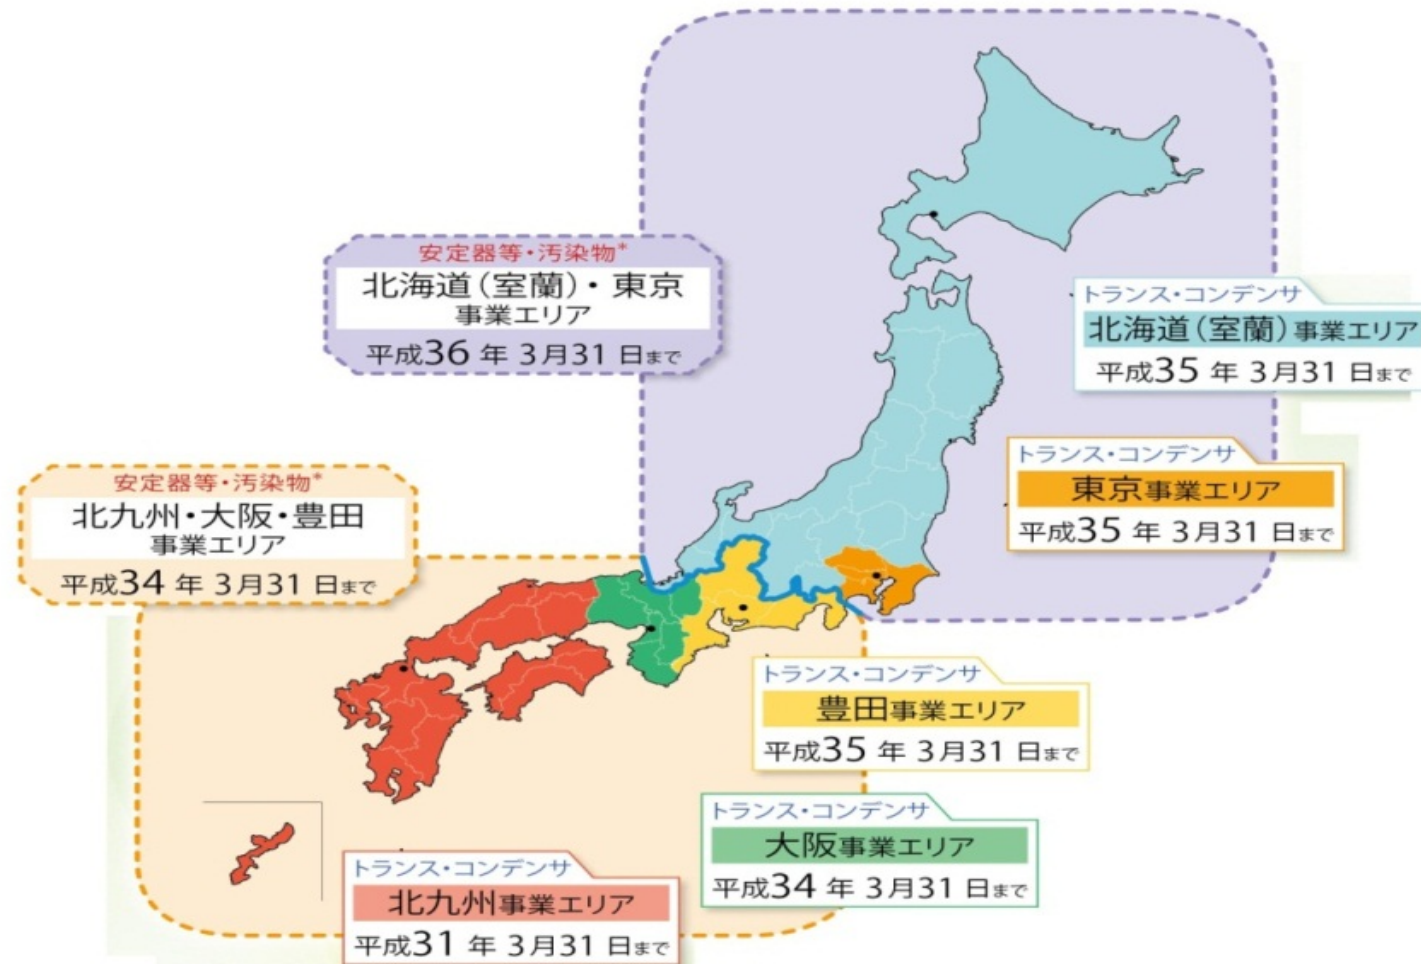 安定器等・汚染物*
北海道(室蘭)・東京
事業エリア
平成36年 3月31日まで
トランス・コンデンサ
北海道(室蘭)事業エリア
平成35年 3月31日まで
トランス・コンデンサ
東京事業エリア
平成35年 3月31日まで
安定器等・汚染物*
北九州・大阪・豊田
事業エリア
平成34年 3月31日まで
トランス・コンデンサ
豊田事業エリア
平成35年 3月31日まで
トランス・コンデンサ
大阪事業エリア
平成34年 3月31日まで
トランス・コンデンサ
北九州事業エリア
平成31年 3月31日まで